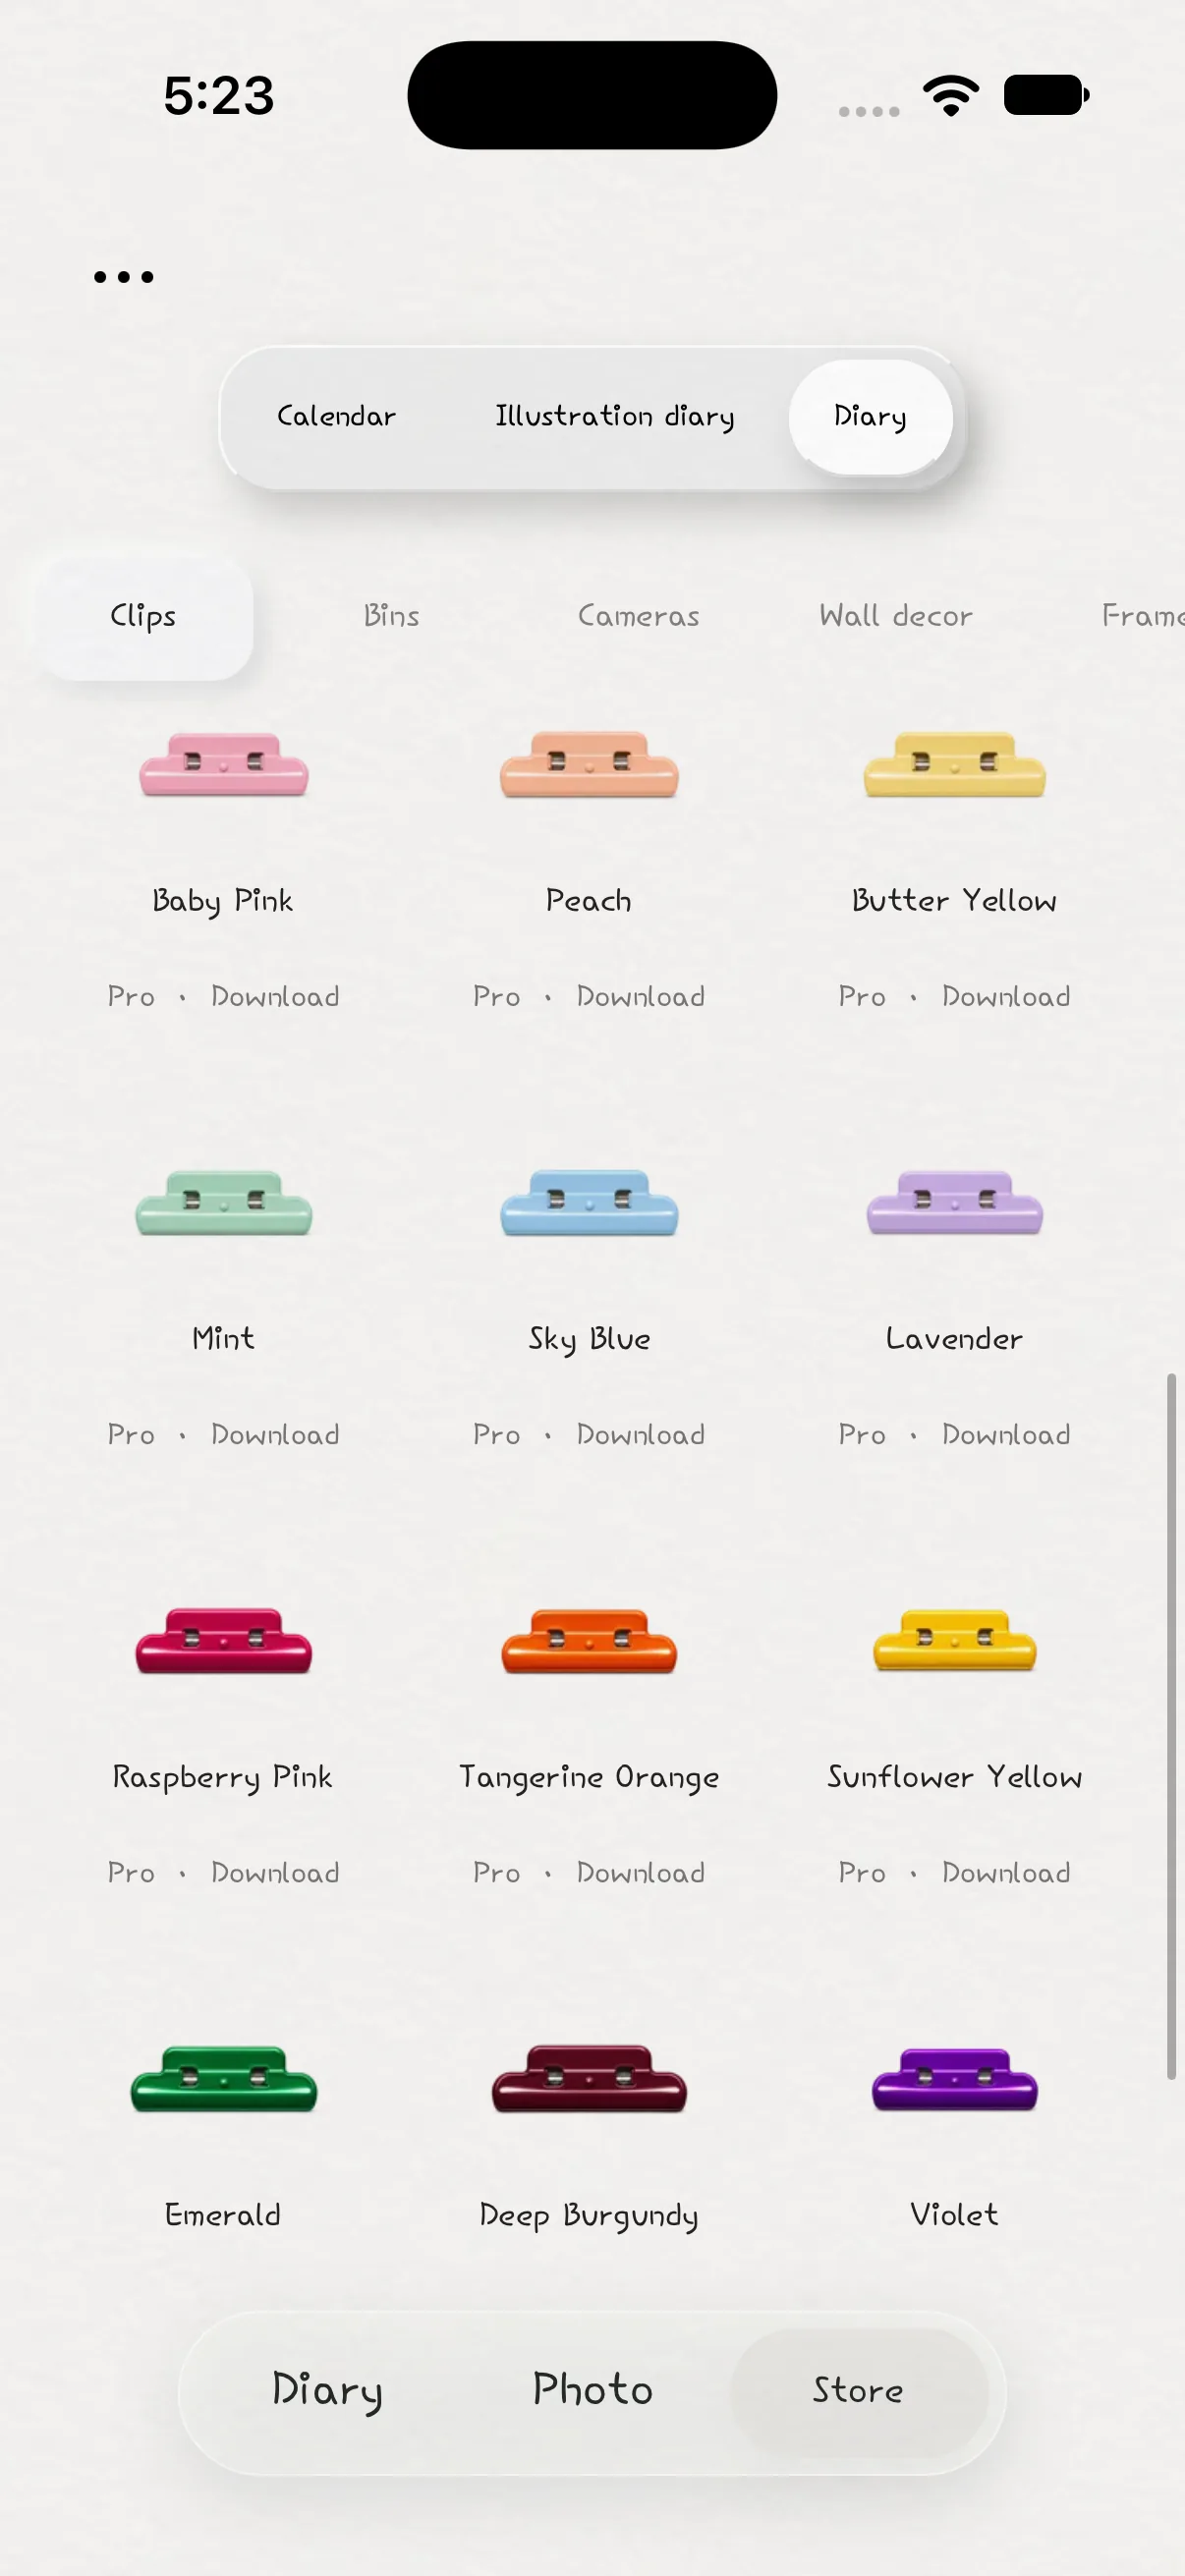 5:23
Calendar Illustration diary Diary
Clips Bins Cameras Wall decor Frame
Baby Pink Peach Butter Yellow
Pro · Download Pro · Download Pro · Download
Mint Sky Blue Lavender
Pro · Download Pro · Download Pro · Download
Raspberry Pink Tangerine Orange Sunflower Yellow
Pro · Download Pro · Download Pro · Download
Emerald Deep Burgundy Violet
Diary Photo Store